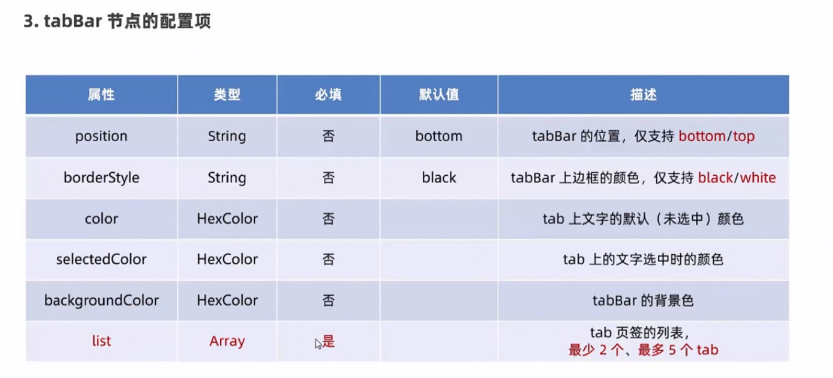 3. tabBar 节点的配置项
属性 类型 必填 默认值 描述
position String 否 bottom tabBar 的位置，仅支持 bottom/top
borderStyle String 否 black tabBar 上边框的颜色，仅支持 black/white
color HexColor 否 tab 上文字的默认（未选中）颜色
selectedColor HexColor 否 tab 上的文字选中时的颜色
backgroundColor HexColor 否 tabBar 的背景色
list Array 是 tab 页签的列表，
最少 2 个、最多 5 个 tab